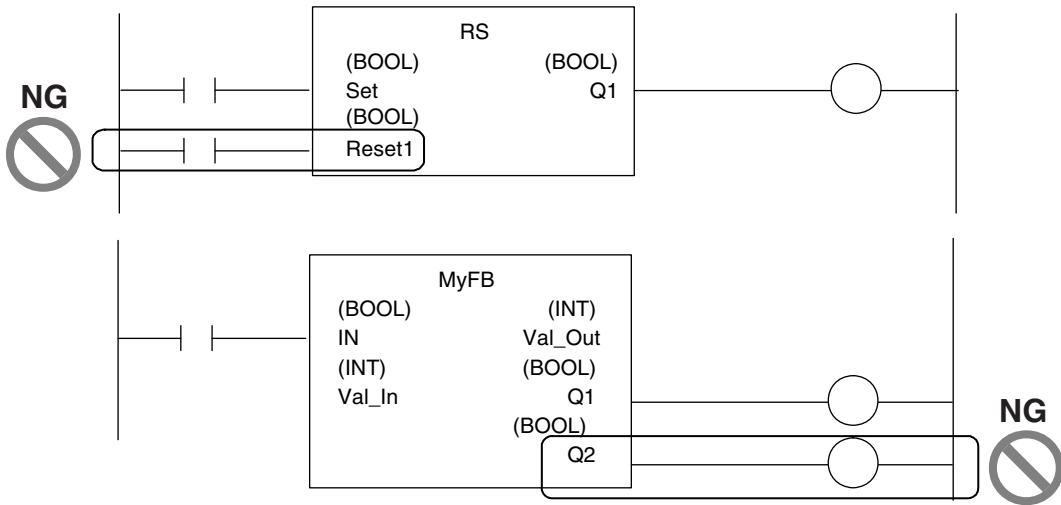 RS
(BOOL) (BOOL)
Set Q1
(BOOL)
NG
Reset1
MyFB
(BOOL) (INT)
IN Val_Out
(INT) (BOOL)
Val_In Q1
(BOOL)
NG
Q2